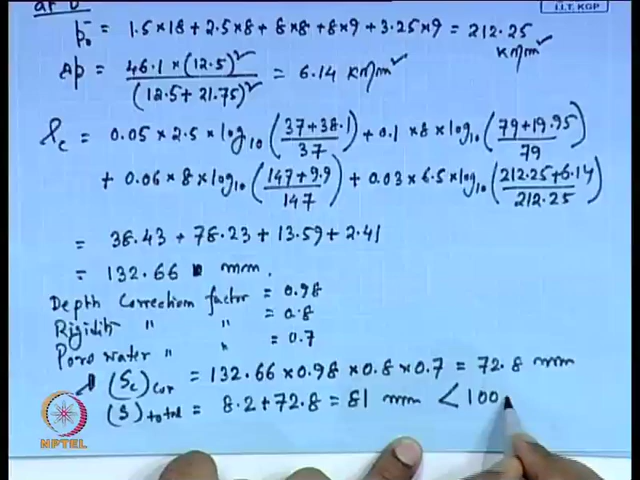 at D
I.I.T. KGP
p̄₀ = 1.5×18 + 2.5×8 + 8×8 + 8×9 + 3.25×9 = 212.25 kN/m²
Δp = 46.1 × (12.5)² / (12.5 + 21.75)² = 6.14 kN/m²
S_c = 0.05 × 2.5 × log₁₀ (37+38.1 / 37) + 0.1 × 8 × log₁₀ (79+19.95 / 79)
+ 0.06 × 8 × log₁₀ (147+9.9 / 147) + 0.03 × 6.5 × log₁₀ (212.25+6.14 / 212.25)
= 38.43 + 78.23 + 13.59 + 2.41
= 132.66 mm.
Depth Correction factor = 0.98
Rigidity " " = 0.8
Pore water " " = 0.7
(S_c)cor = 132.66 × 0.98 × 0.8 × 0.7 = 72.8 mm
(S)total = 8.2 + 72.8 = 81 mm < 100
NPTEL